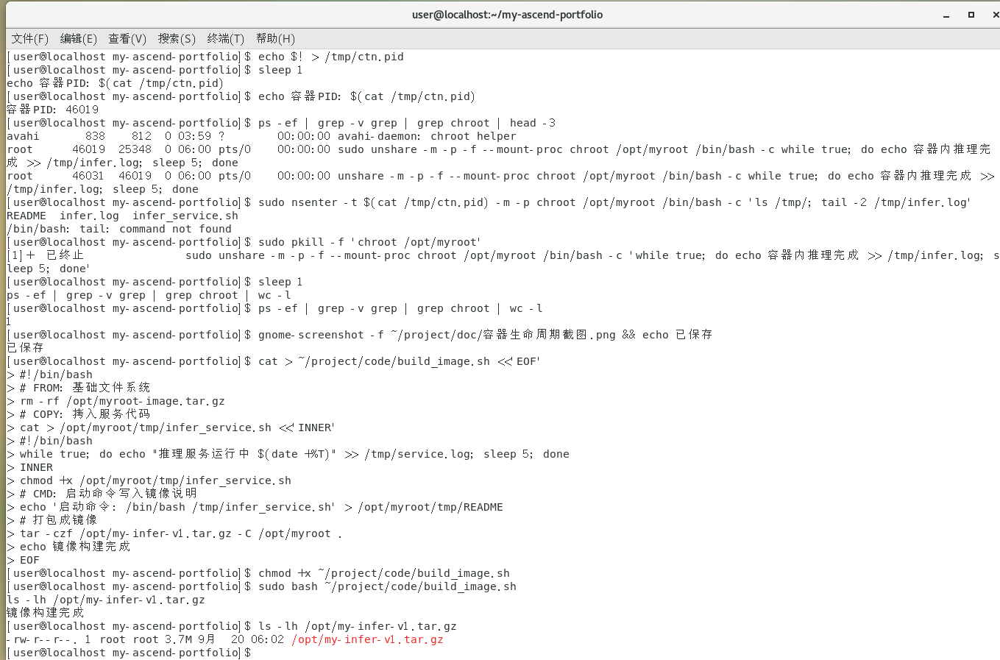 user@localhost:~/my-ascend-portfolio
文件(F) 编辑(E) 查看(V) 搜索(S) 终端(T) 帮助(H)
[user@localhost my-ascend-portfolio]$ echo $! > /tmp/ctn.pid
[user@localhost my-ascend-portfolio]$ sleep 1
echo 容器PID: $(cat /tmp/ctn.pid)
[user@localhost my-ascend-portfolio]$ echo 容器PID: $(cat /tmp/ctn.pid)
容器PID: 46019
[user@localhost my-ascend-portfolio]$ ps -ef | grep -v grep | grep chroot | head -3
avahi       838    812  0 03:59 ?        00:00:00 avahi-daemon: chroot helper
root      46019  25348  0 06:00 pts/0    00:00:00 sudo unshare -m -p -f --mount-proc chroot /opt/myroot /bin/bash -c while true; do echo 容器内推理完
成 >> /tmp/infer.log; sleep 5; done
root      46031  46019  0 06:00 pts/0    00:00:00 unshare -m -p -f --mount-proc chroot /opt/myroot /bin/bash -c while true; do echo 容器内推理完成 >>
/tmp/infer.log; sleep 5; done
[user@localhost my-ascend-portfolio]$ sudo nsenter -t $(cat /tmp/ctn.pid) -m -p chroot /opt/myroot /bin/bash -c 'ls /tmp/; tail -2 /tmp/infer.log'
README  infer.log  infer_service.sh
/bin/bash: tail: command not found
[user@localhost my-ascend-portfolio]$ sudo pkill -f 'chroot /opt/myroot'
[1]+  已终止               sudo unshare -m -p -f --mount-proc chroot /opt/myroot /bin/bash -c 'while true; do echo 容器内推理完成 >> /tmp/infer.log; s
leep 5; done'
[user@localhost my-ascend-portfolio]$ sleep 1
ps -ef | grep -v grep | grep chroot | wc -l
[user@localhost my-ascend-portfolio]$ ps -ef | grep -v grep | grep chroot | wc -l
1
[user@localhost my-ascend-portfolio]$ gnome-screenshot -f ~/project/doc/容器生命周期截图.png && echo 已保存
已保存
[user@localhost my-ascend-portfolio]$ cat > ~/project/code/build_image.sh <<'EOF'
> #!/bin/bash
> # FROM: 基础文件系统
> rm -rf /opt/myroot-image.tar.gz
> # COPY: 拷入服务代码
> cat > /opt/myroot/tmp/infer_service.sh <<'INNER'
> #!/bin/bash
> while true; do echo "推理服务运行中 $(date +%T)" >> /tmp/service.log; sleep 5; done
> INNER
> chmod +x /opt/myroot/tmp/infer_service.sh
> # CMD: 启动命令写入镜像说明
> echo '启动命令: /bin/bash /tmp/infer_service.sh' > /opt/myroot/tmp/README
> # 打包成镜像
> tar -czf /opt/my-infer-v1.tar.gz -C /opt/myroot .
> echo 镜像构建完成
> EOF
[user@localhost my-ascend-portfolio]$ chmod +x ~/project/code/build_image.sh
[user@localhost my-ascend-portfolio]$ sudo bash ~/project/code/build_image.sh
ls -lh /opt/my-infer-v1.tar.gz
镜像构建完成
[user@localhost my-ascend-portfolio]$ ls -lh /opt/my-infer-v1.tar.gz
-rw-r--r--. 1 root root 3.7M 9月  20 06:02 /opt/my-infer-v1.tar.gz
[user@localhost my-ascend-portfolio]$